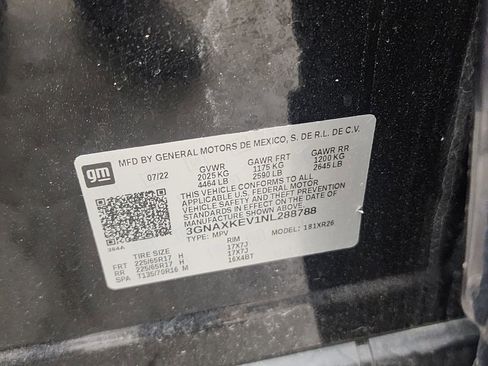 gm
MFD BY GENERAL MOTORS DE MEXICO, S. DE R.L. DE C.V.
07/22 GVWR GAWR FRT GAWR RR
2025 KG 1175 KG 1200 KG
4464 LB 2590 LB 2645 LB
THIS VEHICLE CONFORMS TO ALL
APPLICABLE U.S. FEDERAL MOTOR
VEHICLE SAFETY AND THEFT PREVENTION
STANDARDS IN EFFECT ON THE DATE OF
MANUFACTURE SHOWN ABOVE.
3GNAXKEV1NL288788
TYPE: MPV MODEL: 1XR26
384A
TIRE SIZE RIM
FRT 225/65R17 H 17X7J
RR 225/65R17 H 17X7J
SPA T135/70R16 M 16X4BT